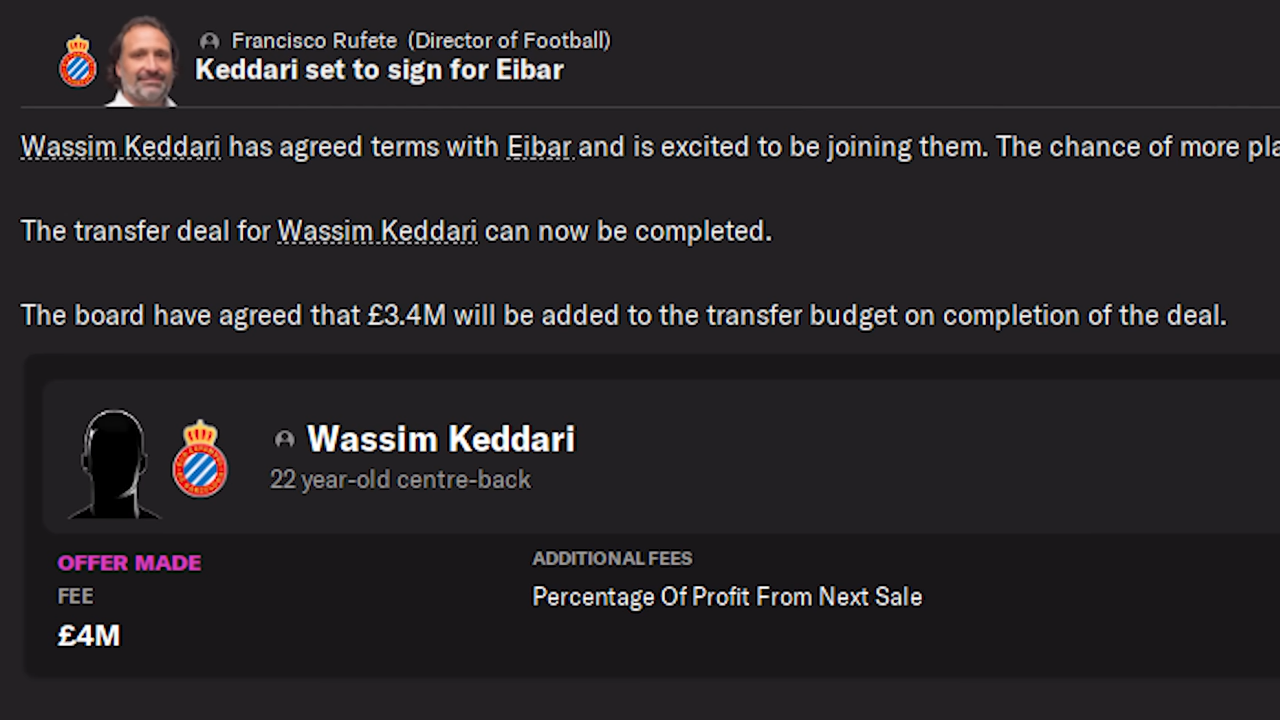 Francisco Rufete (Director of Football)
Keddari set to sign for Eibar
Wassim Keddari has agreed terms with Eibar and is excited to be joining them. The chance of more
The transfer deal for Wassim Keddari can now be completed.
The board have agreed that £3.4M will be added to the transfer budget on completion of the deal.
Wassim Keddari
22 year-old centre-back
OFFER MADE
ADDITIONAL FEES
FEE
Percentage Of Profit From Next Sale
£4M